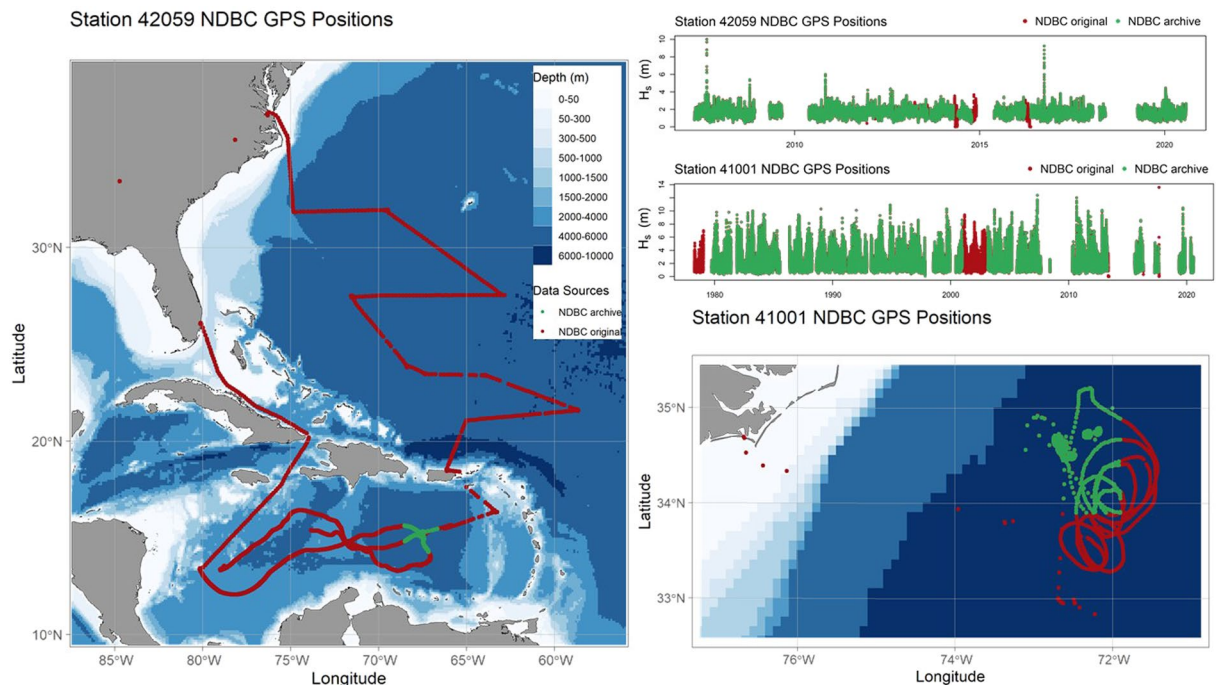 Station 42059 NDBC GPS Positions
Depth (m)
0-50
50-300
300-500
500-1000
1000-1500
1500-2000
2000-4000
4000-6000
6000-10000
Data Sources
NDBC archive
NDBC original
30°N
20°N
10°N
Latitude
85°W 80°W 75°W 70°W 65°W 60°W
Longitude
Station 42059 NDBC GPS Positions NDBC original NDBC archive
Hs (m)
10
8
6
4
2
0
2010 2015 2020
Station 41001 NDBC GPS Positions NDBC original NDBC archive
Hs (m)
14
12
10
8
6
4
2
0
1980 1990 2000 2010 2020
Station 41001 NDBC GPS Positions
35°N
34°N
33°N
Latitude
76°W 74°W 72°W
Longitude